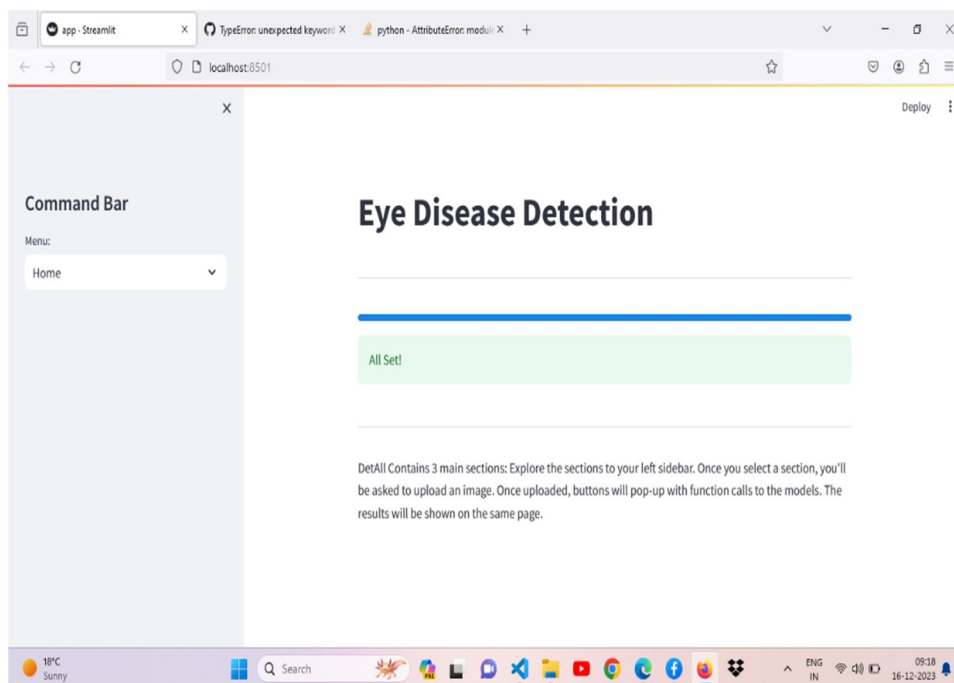 app · Streamlit
TypeError: unexpected keyword
python - AttributeError: module
localhost:8501
Deploy
Command Bar
Menu:
Home
Eye Disease Detection
All Set!
DetAll Contains 3 main sections: Explore the sections to your left sidebar. Once you select a section, you'll
be asked to upload an image. Once uploaded, buttons will pop-up with function calls to the models. The
results will be shown on the same page.
18°C
Sunny
Search
PRE
ENG
IN
09:18
16-12-2023